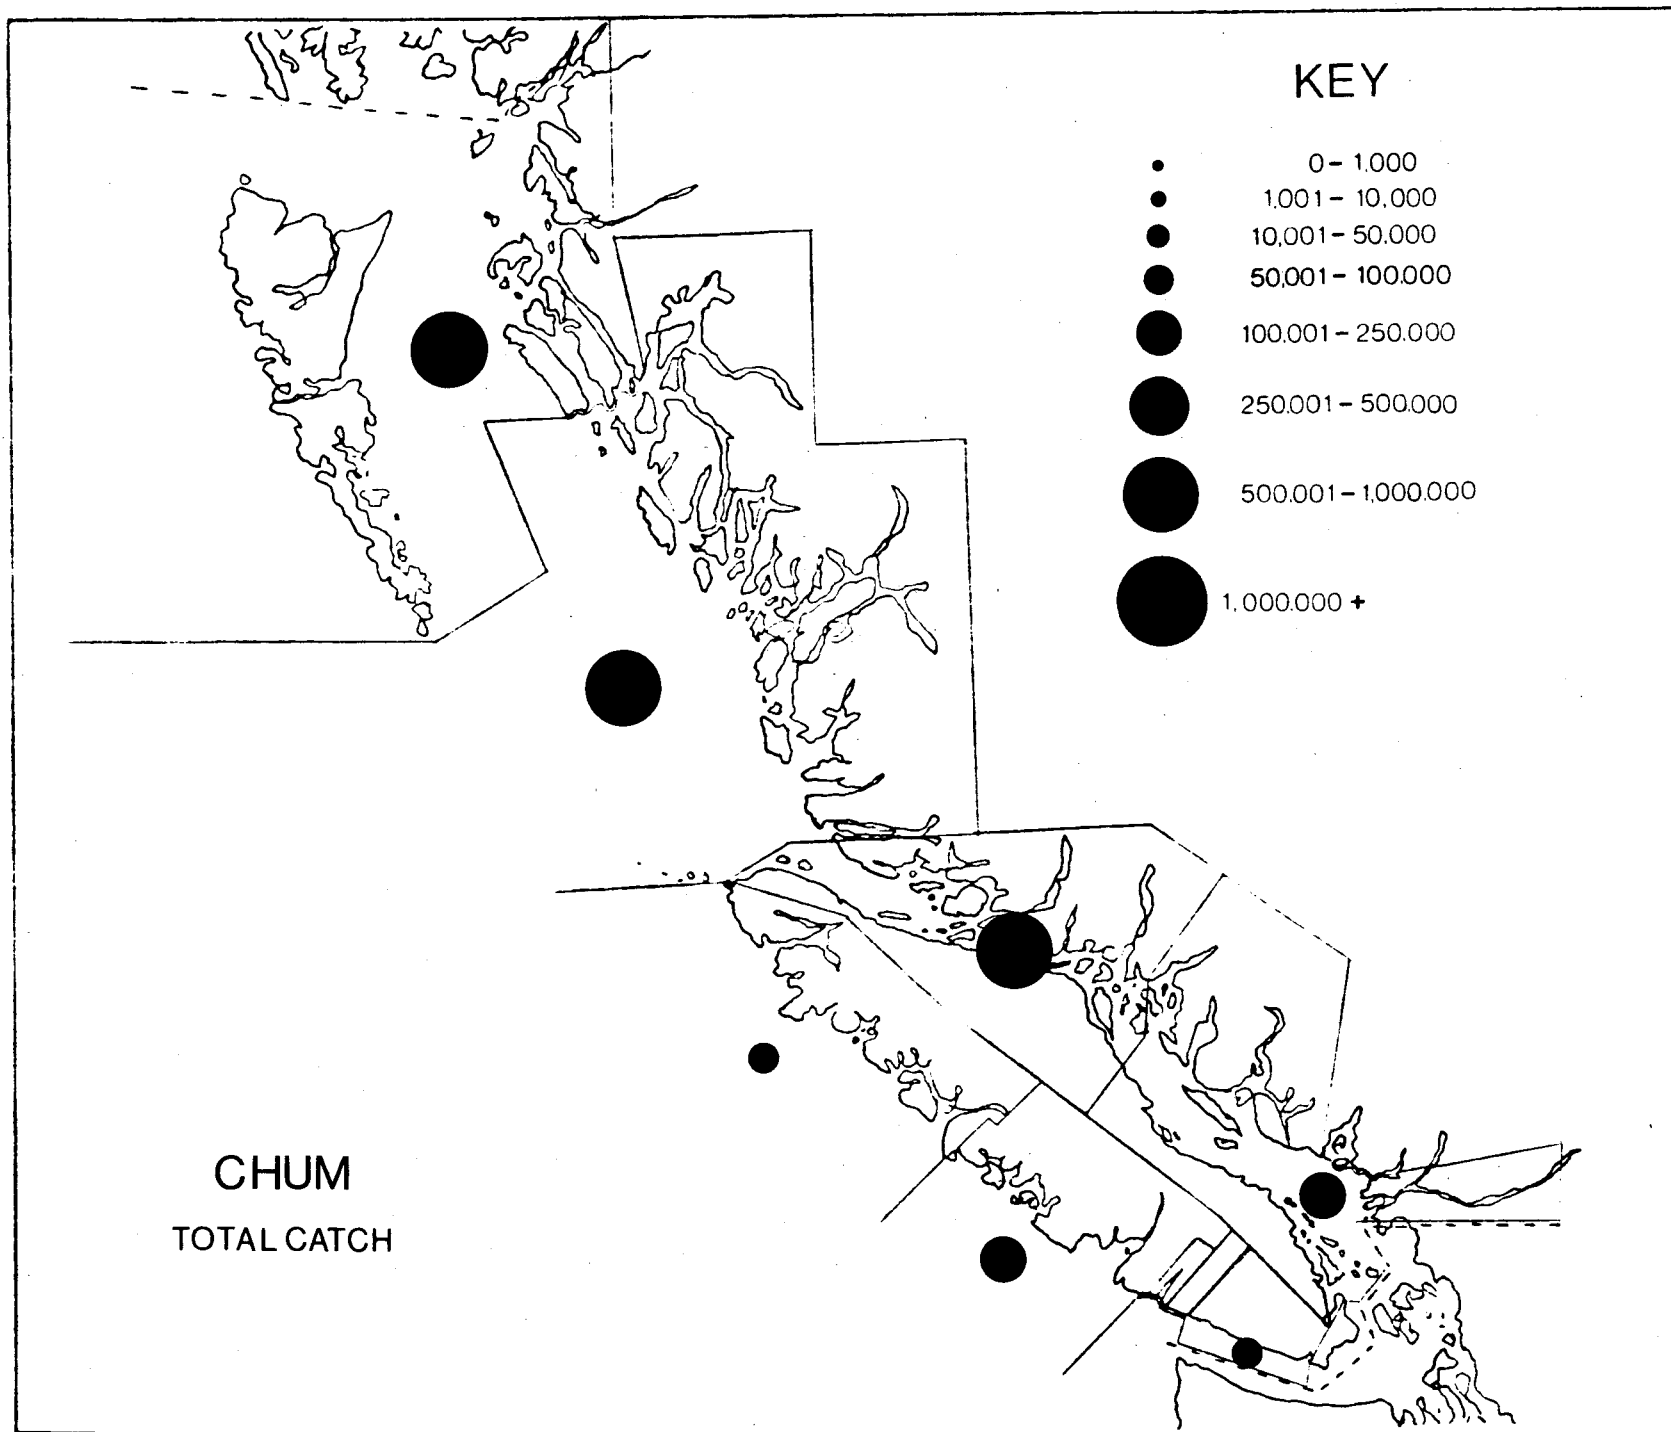 KEY
0 - 1.000
1,001 - 10,000
10,001 - 50.000
50,001 - 100.000
100.001 - 250.000
250.001 - 500.000
500.001 - 1,000.000
1,000.000 +
CHUM
TOTAL CATCH